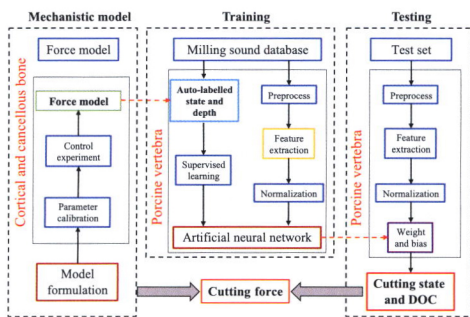 Mechanistic model
Training
Testing
Force model
Milling sound database
Test set
Cortical and cancellous bone
Force model
Control
experiment
Parameter
calibration
Model
formulation
Porcine vertebra
Auto-labelled
state and
depth
Supervised
learning
Preprocess
Feature
extraction
Normalization
Artificial neural network
Porcine vertebra
Preprocess
Feature
extraction
Normalization
Weight
and bias
Cutting force
Cutting state
and DOC